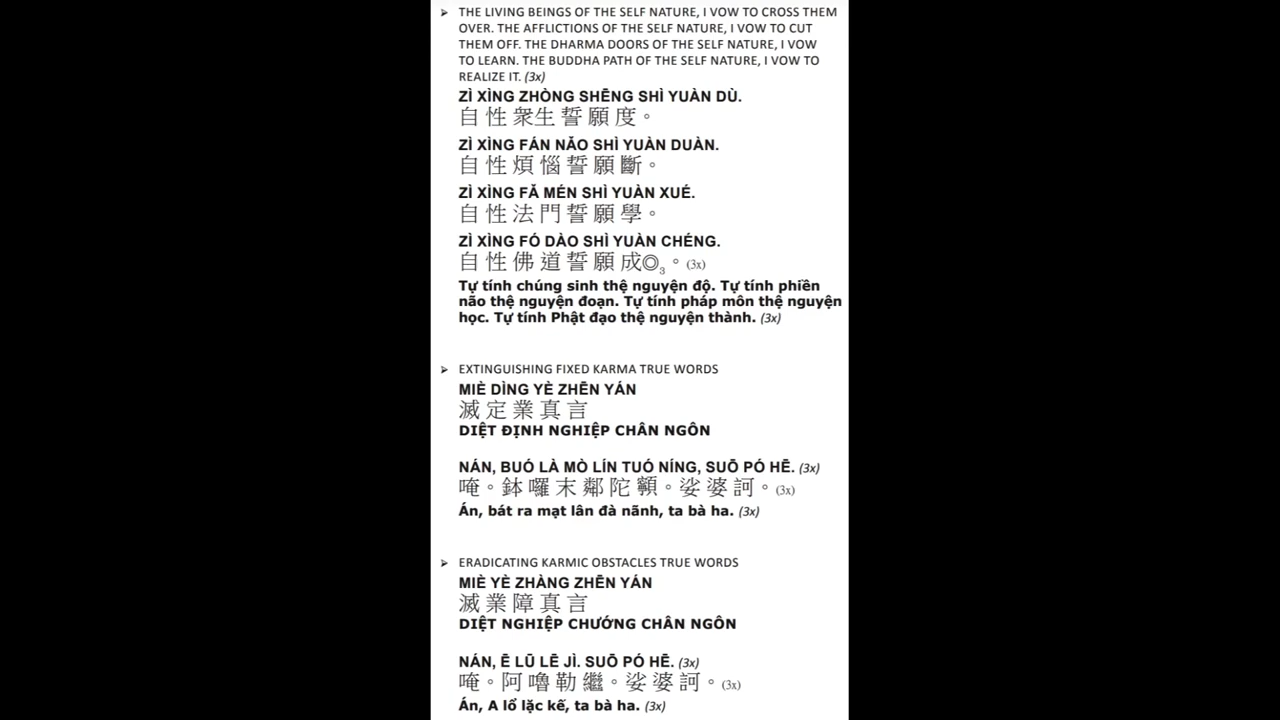 ➢ THE LIVING BEINGS OF THE SELF NATURE, I VOW TO CROSS THEM
OVER. THE AFFLICTIONS OF THE SELF NATURE, I VOW TO CUT
THEM OFF. THE DHARMA DOORS OF THE SELF NATURE, I VOW
TO LEARN. THE BUDDHA PATH OF THE SELF NATURE, I VOW TO
REALIZE IT. (3x)
ZÌ XÌNG ZHÒNG SHĒNG SHÌ YUÀN DÙ.
自性衆生誓願度。
ZÌ XÌNG FÁN NǍO SHÌ YUÀN DUÀN.
自性煩惱誓願斷。
ZÌ XÌNG FǍ MÉN SHÌ YUÀN XUÉ.
自性法門誓願學。
ZÌ XÌNG FÓ DÀO SHÌ YUÀN CHÉNG.
自性佛道誓願成◎3。(3x)
Tự tính chúng sinh thệ nguyện độ. Tự tính phiền
não thệ nguyện đoạn. Tự tính pháp môn thệ nguyện
học. Tự tính Phật đạo thệ nguyện thành. (3x)
➢ EXTINGUISHING FIXED KARMA TRUE WORDS
MIÈ DÌNG YÈ ZHĒN YÁN
滅定業真言
DIỆT ĐỊNH NGHIỆP CHÂN NGÔN
NÁN, BUÓ LÀ MÒ LÍN TUÓ NÍNG, SUŌ PÓ HĒ. (3x)
唵。鉢囉末鄰陀顊。娑婆訶。(3x)
Án, bát ra mạt lân đà nãnh, ta bà ha. (3x)
➢ ERADICATING KARMIC OBSTACLES TRUE WORDS
MIÈ YÈ ZHÀNG ZHĒN YÁN
滅業障真言
DIỆT NGHIỆP CHƯỚNG CHÂN NGÔN
NÁN, Ē LŪ LĒ JÌ. SUŌ PÓ HĒ. (3x)
唵。阿嚕勒繼。娑婆訶。(3x)
Án, A lổ lặc kế, ta bà ha. (3x)